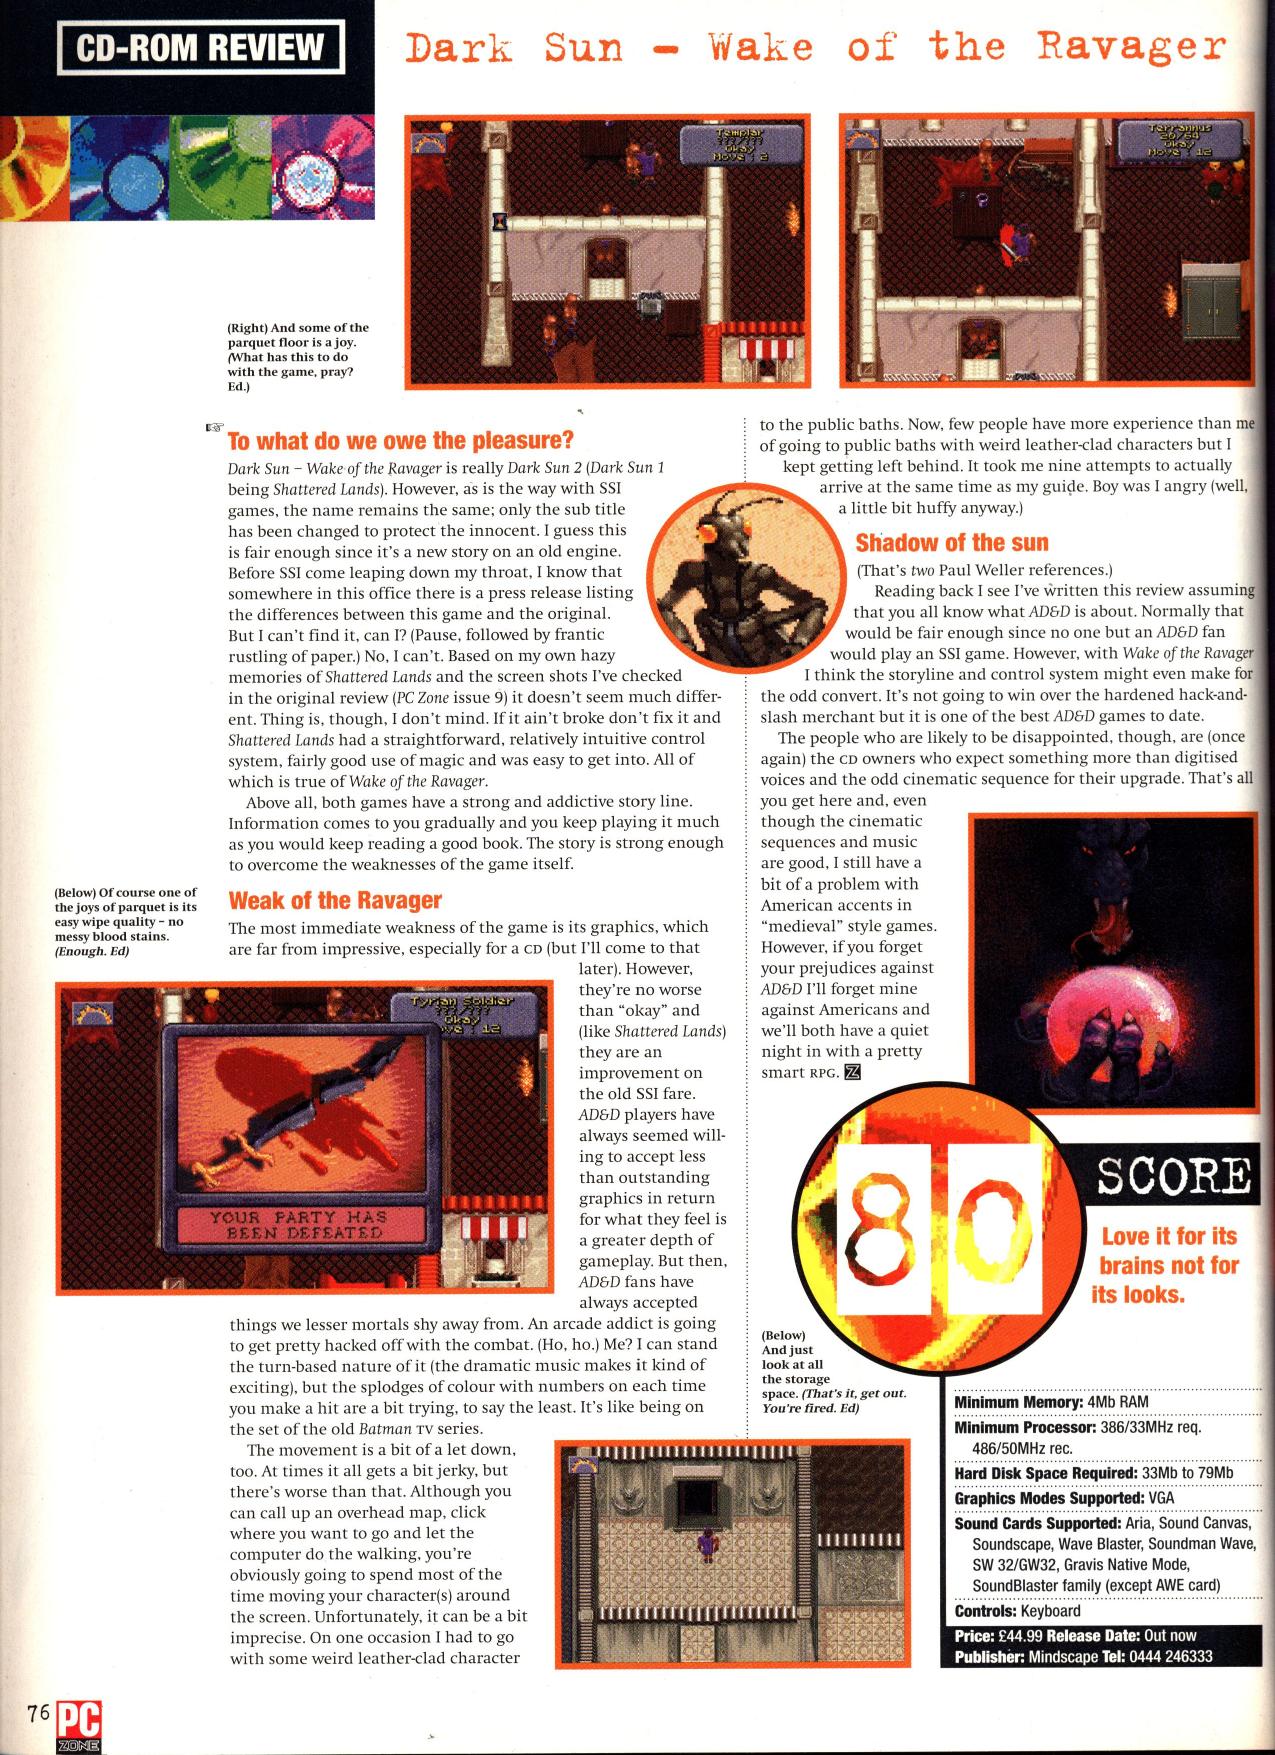 CD-ROM REVIEW
Dark Sun – Wake of the Ravager
Templar
???/???
Okay
Move : 2
Terrannus
20/64
Okay
Move : 12
(Right) And some of the
parquet floor is a joy.
(What has this to do
with the game, pray?
Ed.)
To what do we owe the pleasure?
Dark Sun – Wake of the Ravager is really Dark Sun 2 (Dark Sun 1
being Shattered Lands). However, as is the way with SSI
games, the name remains the same; only the sub title
has been changed to protect the innocent. I guess this
is fair enough since it's a new story on an old engine.
Before SSI come leaping down my throat, I know that
somewhere in this office there is a press release listing
the differences between this game and the original.
But I can't find it, can I? (Pause, followed by frantic
rustling of paper.) No, I can't. Based on my own hazy
memories of Shattered Lands and the screen shots I've checked
in the original review (PC Zone issue 9) it doesn't seem much differ-
ent. Thing is, though, I don't mind. If it ain't broke don't fix it and
Shattered Lands had a straightforward, relatively intuitive control
system, fairly good use of magic and was easy to get into. All of
which is true of Wake of the Ravager.
Above all, both games have a strong and addictive story line.
Information comes to you gradually and you keep playing it much
as you would keep reading a good book. The story is strong enough
to overcome the weaknesses of the game itself.
(Below) Of course one of
the joys of parquet is its
easy wipe quality – no
messy blood stains.
(Enough. Ed)
Weak of the Ravager
The most immediate weakness of the game is its graphics, which
are far from impressive, especially for a CD (but I'll come to that
later). However,
they're no worse
than "okay" and
(like Shattered Lands)
they are an
improvement on
the old SSI fare.
AD&D players have
always seemed will-
ing to accept less
than outstanding
graphics in return
for what they feel is
a greater depth of
gameplay. But then,
AD&D fans have
always accepted
Tyrian Soldier
???/???
Okay
ove : 12
YOUR PARTY HAS
BEEN DEFEATED
things we lesser mortals shy away from. An arcade addict is going
to get pretty hacked off with the combat. (Ho, ho.) Me? I can stand
the turn-based nature of it (the dramatic music makes it kind of
exciting), but the splodges of colour with numbers on each time
you make a hit are a bit trying, to say the least. It's like being on
the set of the old Batman TV series.
The movement is a bit of a let down,
too. At times it all gets a bit jerky, but
there's worse than that. Although you
can call up an overhead map, click
where you want to go and let the
computer do the walking, you're
obviously going to spend most of the
time moving your character(s) around
the screen. Unfortunately, it can be a bit
imprecise. On one occasion I had to go
with some weird leather-clad character
to the public baths. Now, few people have more experience than me
of going to public baths with weird leather-clad characters but I
kept getting left behind. It took me nine attempts to actually
arrive at the same time as my guide. Boy was I angry (well,
a little bit huffy anyway.)
Shadow of the sun
(That's two Paul Weller references.)
Reading back I see I've written this review assuming
that you all know what AD&D is about. Normally that
would be fair enough since no one but an AD&D fan
would play an SSI game. However, with Wake of the Ravager
I think the storyline and control system might even make for
the odd convert. It's not going to win over the hardened hack-and-
slash merchant but it is one of the best AD&D games to date.
The people who are likely to be disappointed, though, are (once
again) the CD owners who expect something more than digitised
voices and the odd cinematic sequence for their upgrade. That's all
you get here and, even
though the cinematic
sequences and music
are good, I still have a
bit of a problem with
American accents in
"medieval" style games.
However, if you forget
your prejudices against
AD&D I'll forget mine
against Americans and
we'll both have a quiet
night in with a pretty
smart RPG. Z
80
SCORE
Love it for its
brains not for
its looks.
(Below)
And just
look at all
the storage
space. (That's it, get out.
You're fired. Ed)
Minimum Memory: 4Mb RAM
Minimum Processor: 386/33MHz req.
486/50MHz rec.
Hard Disk Space Required: 33Mb to 79Mb
Graphics Modes Supported: VGA
Sound Cards Supported: Aria, Sound Canvas,
Soundscape, Wave Blaster, Soundman Wave,
SW 32/GW32, Gravis Native Mode,
SoundBlaster family (except AWE card)
Controls: Keyboard
Price: £44.99 Release Date: Out now
Publisher: Mindscape Tel: 0444 246333
76 PC
ZONE